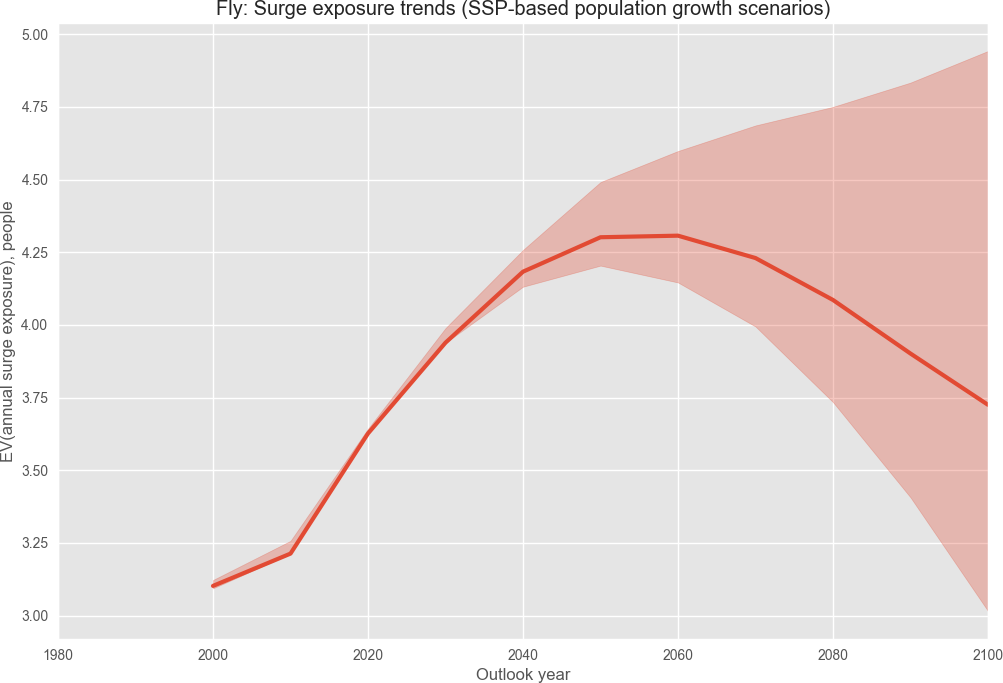 Fly: Surge exposure trends (SSP-based population growth scenarios)
EV(annual surge exposure), people
5.00
4.75
4.50
4.25
4.00
3.75
3.50
3.25
3.00
1980 2000 2020 2040 2060 2080 2100
Outlook year